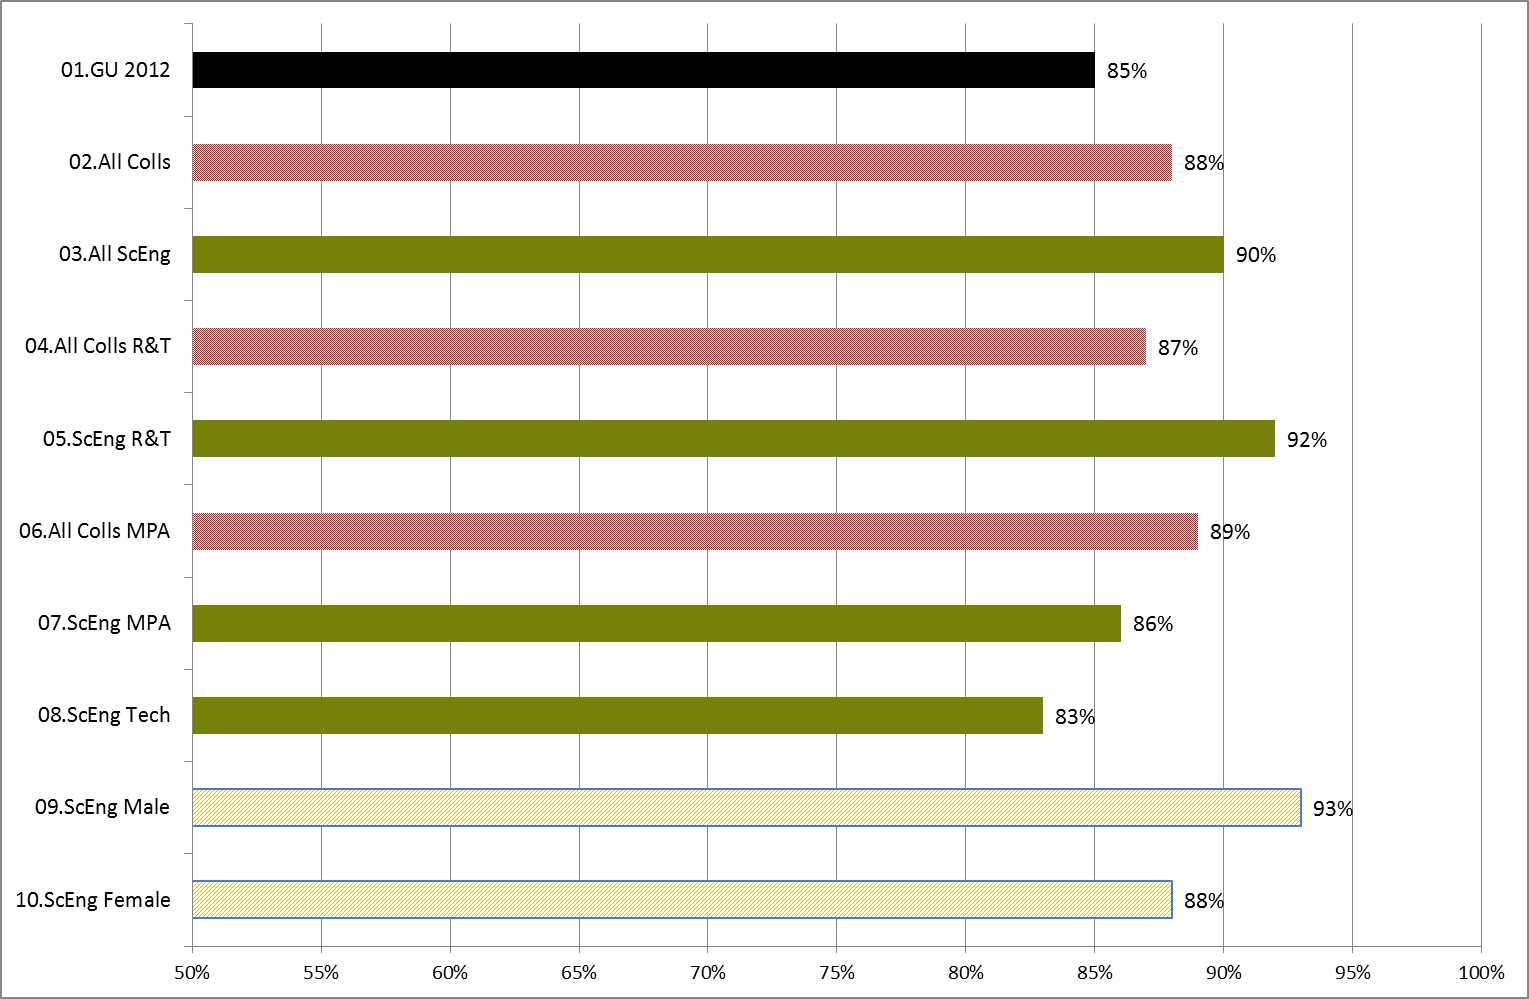 01.GU 2012 85%
02.All Colls 88%
03.All ScEng 90%
04.All Colls R&T 87%
05.ScEng R&T 92%
06.All Colls MPA 89%
07.ScEng MPA 86%
08.ScEng Tech 83%
09.ScEng Male 93%
10.ScEng Female 88%
50% 55% 60% 65% 70% 75% 80% 85% 90% 95% 100%